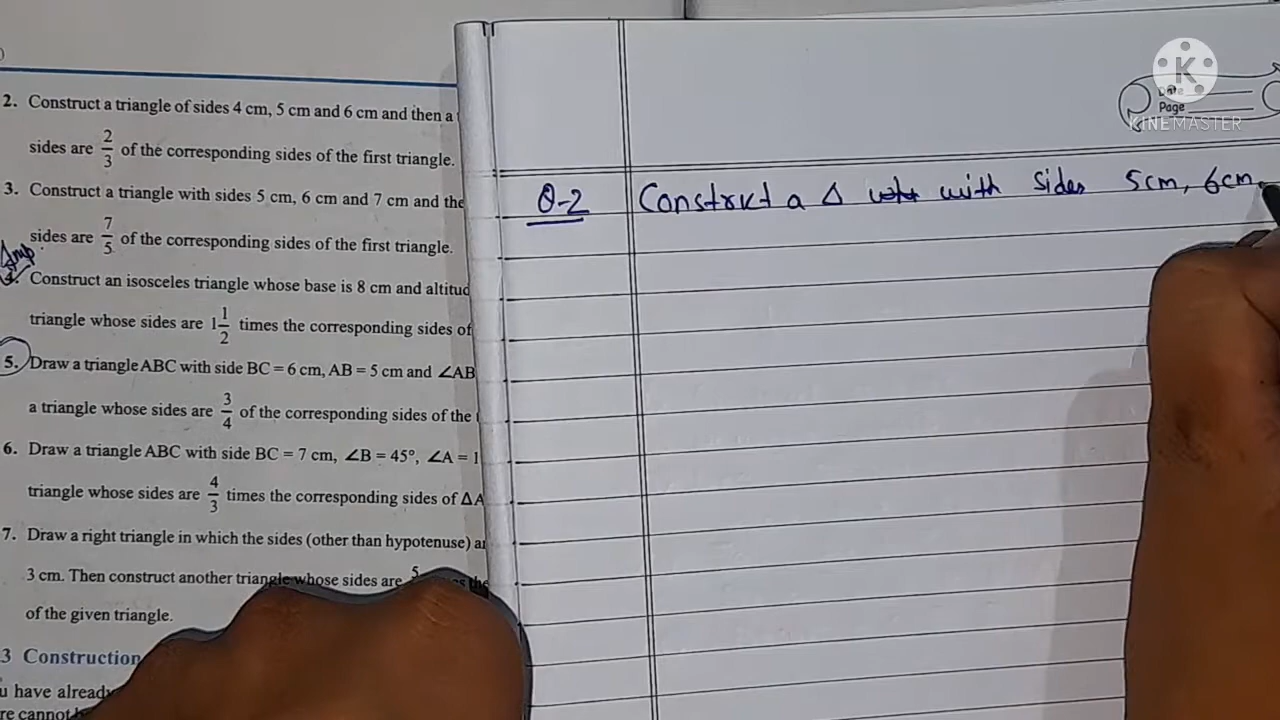 2. Construct a triangle of sides 4 cm, 5 cm and 6 cm and then a
sides are 2/3 of the corresponding sides of the first triangle.
3. Construct a triangle with sides 5 cm, 6 cm and 7 cm and the
sides are 7/5 of the corresponding sides of the first triangle.
Imp
4. Construct an isosceles triangle whose base is 8 cm and altitud
triangle whose sides are 1 1/2 times the corresponding sides of
5. Draw a triangle ABC with side BC = 6 cm, AB = 5 cm and ∠AB
a triangle whose sides are 3/4 of the corresponding sides of the
6. Draw a triangle ABC with side BC = 7 cm, ∠B = 45°, ∠A = 1
triangle whose sides are 4/3 times the corresponding sides of ΔA
7. Draw a right triangle in which the sides (other than hypotenuse) a
3 cm. Then construct another triangle whose sides are 5
of the given triangle.
3 Construction
u have alread
re cannot b
Date
Page
K
KINEMASTER
Q-2 Construct a Δ with sides 5cm, 6cm,